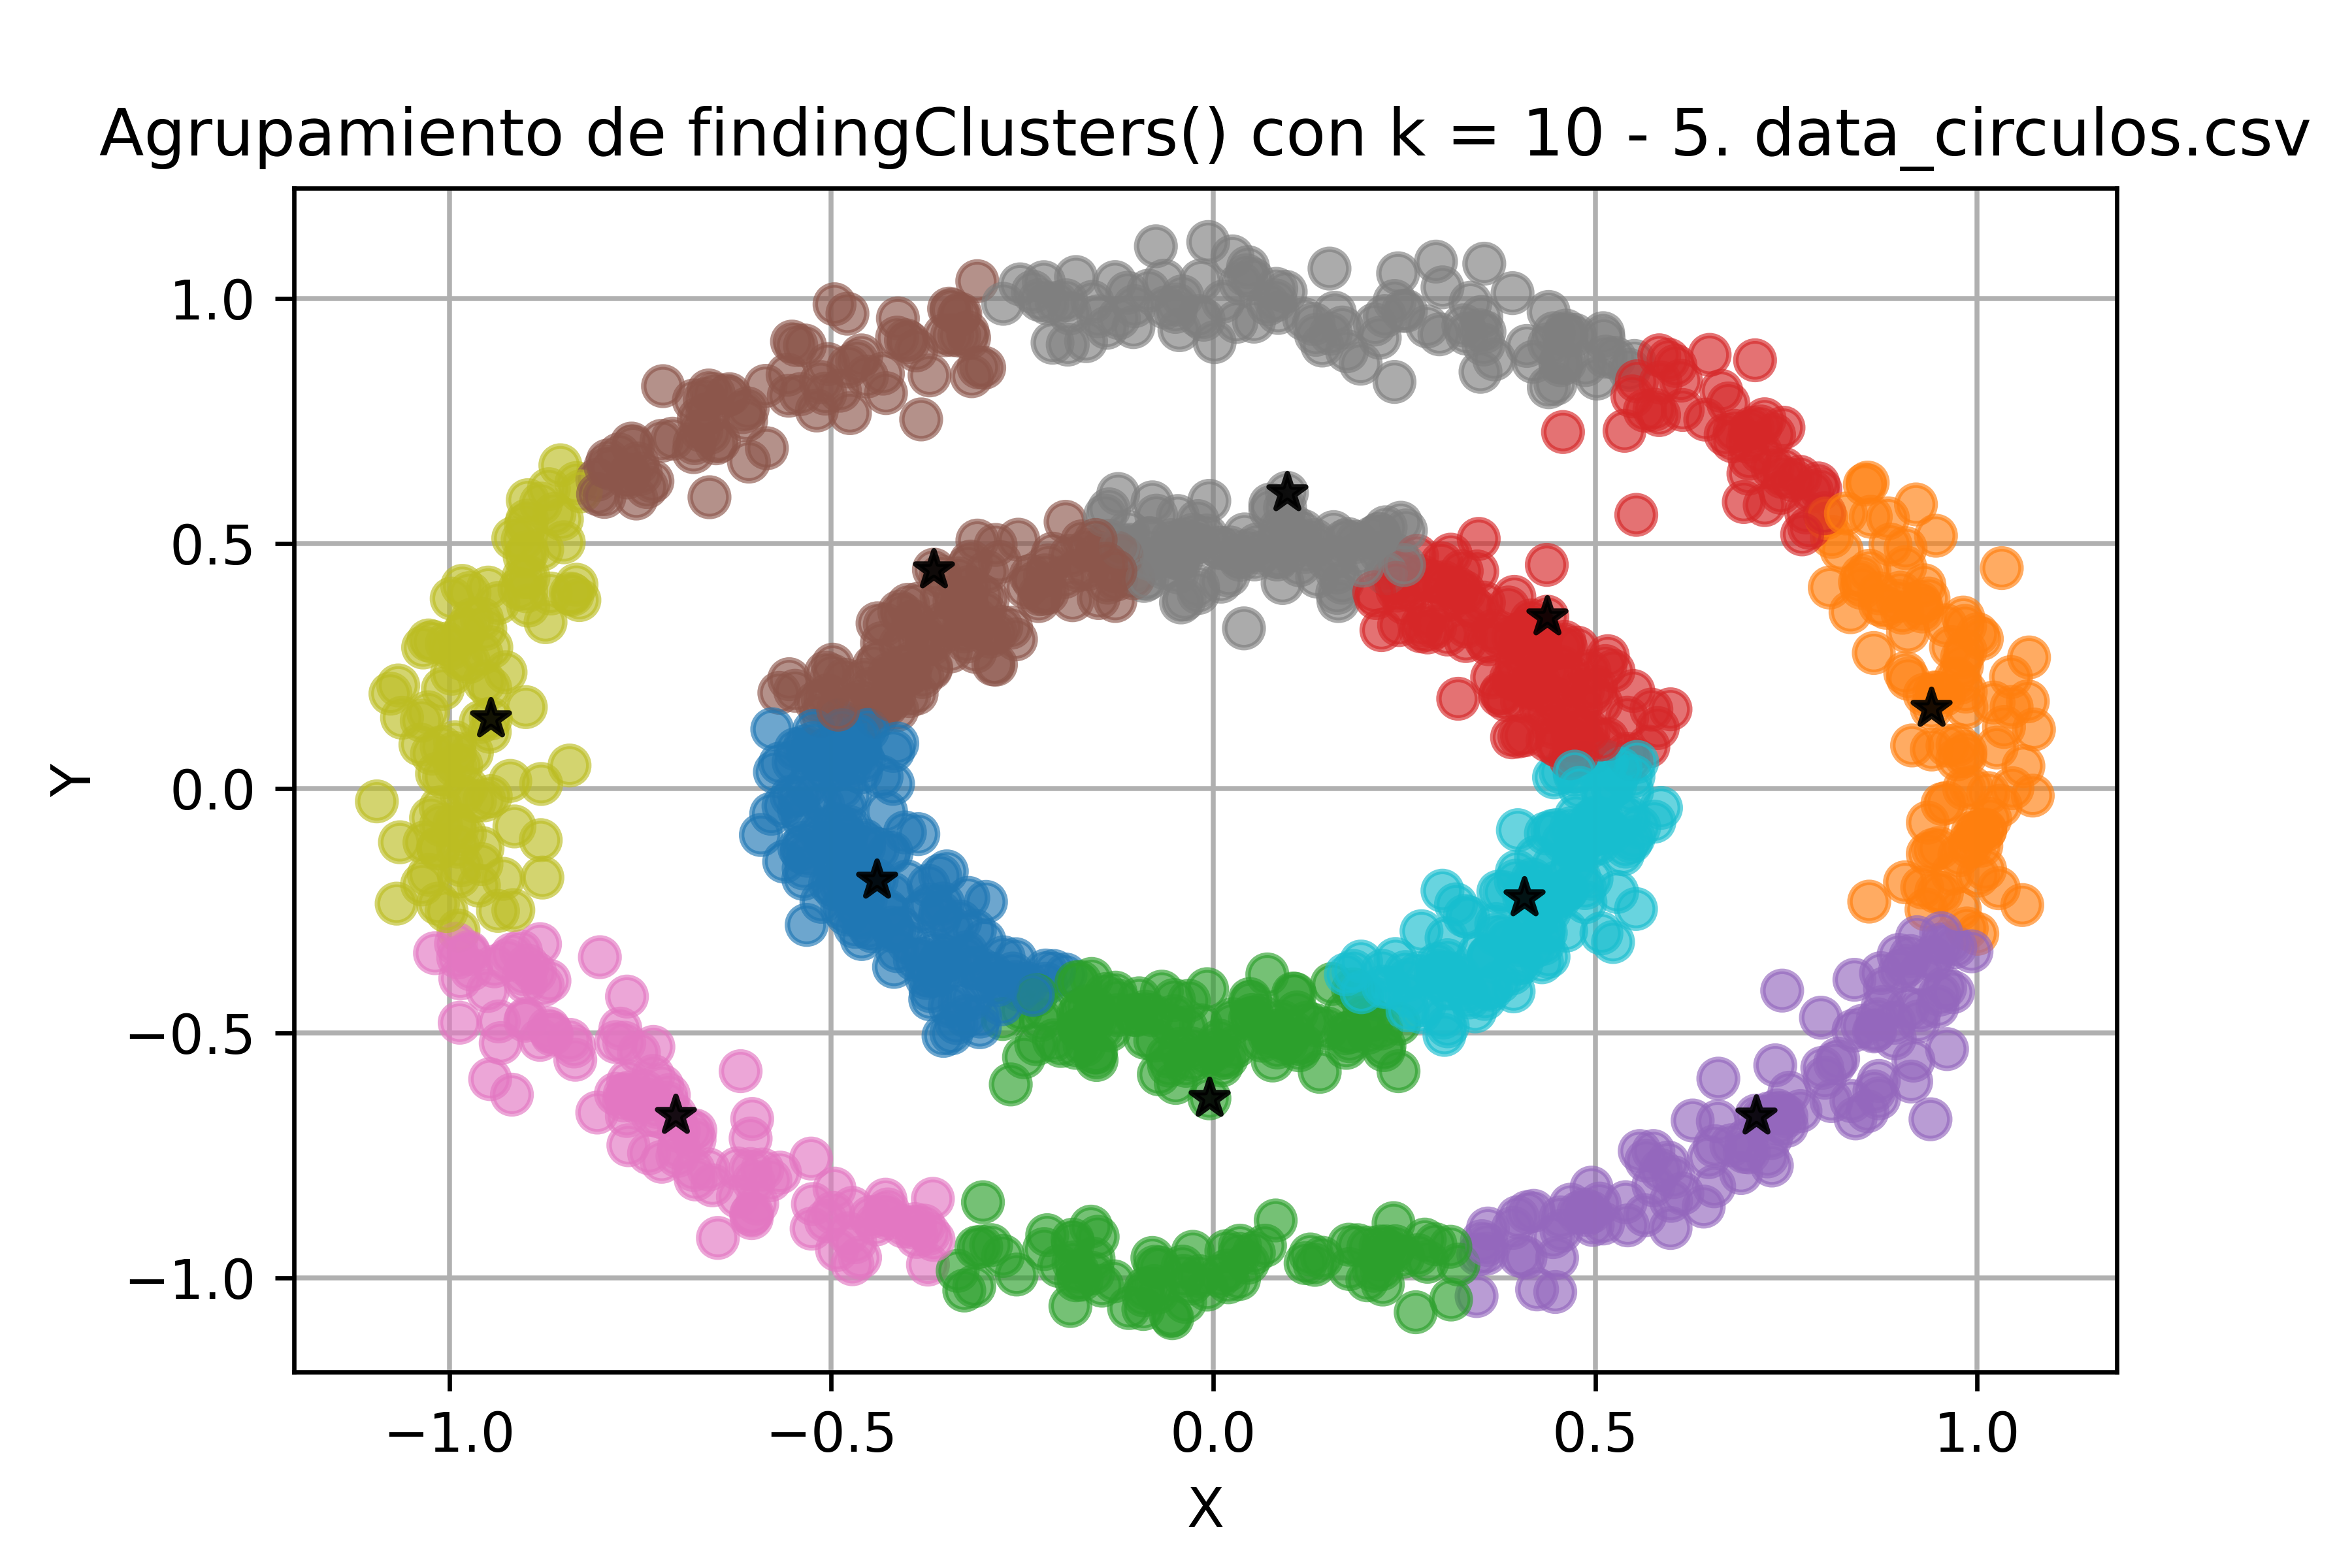 Agrupamiento de findingClusters() con k = 10 - 5. data_circulos.csv
1.0
0.5
0.0
−0.5
−1.0
Y
−1.0 −0.5 0.0 0.5 1.0
X